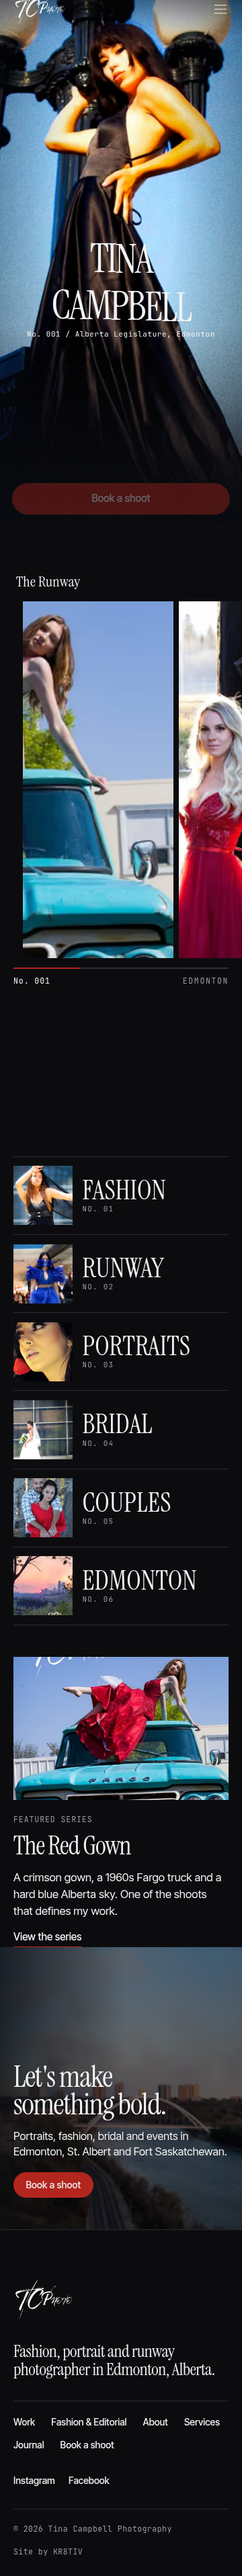 TCPHOTO
TINA
CAMPBELL
No. 001 / Alberta Legislature, Edmonton
Book a shoot
The Runway
No. 001
EDMONTON
FASHION
NO. 01
RUNWAY
NO. 02
PORTRAITS
NO. 03
BRIDAL
NO. 04
COUPLES
NO. 05
EDMONTON
NO. 06
FARGO
FEATURED SERIES
The Red Gown
A crimson gown, a 1960s Fargo truck and a
hard blue Alberta sky. One of the shoots
that defines my work.
View the series
Let's make
something bold.
Portraits, fashion, bridal and events in
Edmonton, St. Albert and Fort Saskatchewan.
Book a shoot
TCPHOTO
Fashion, portrait and runway
photographer in Edmonton, Alberta.
Work Fashion & Editorial About Services
Journal Book a shoot
Instagram Facebook
© 2026 Tina Campbell Photography
Site by KR8TIV